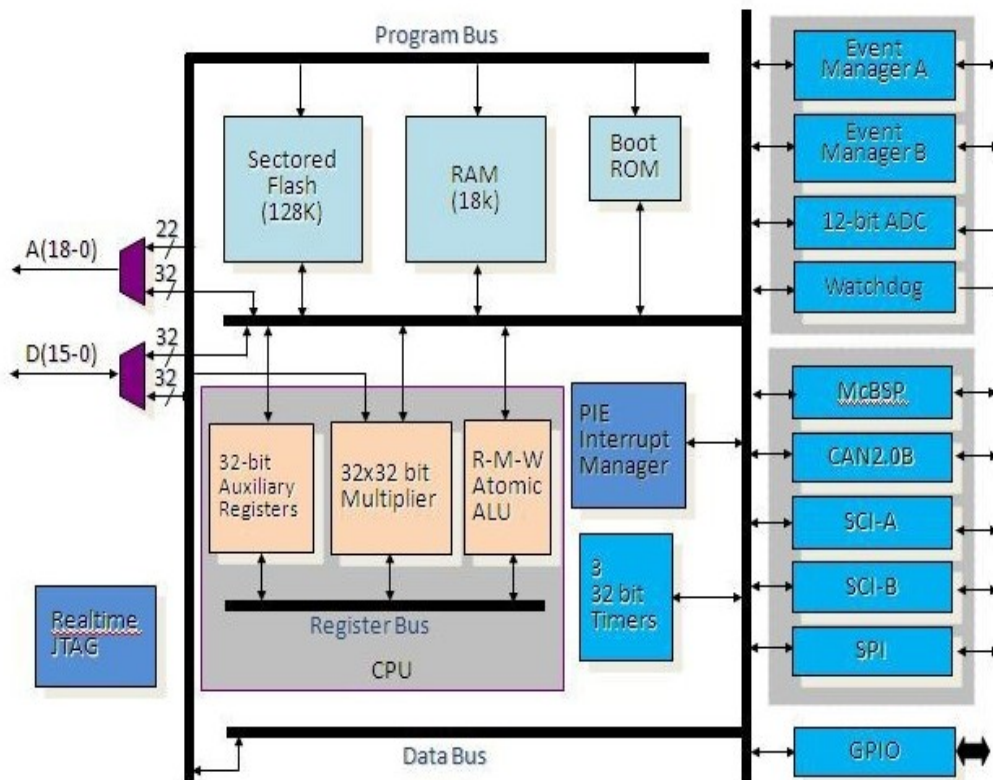 Program Bus
Sectored
Flash
(128K)
RAM
(18k)
Boot
ROM
22
A(18-0)
32
32
D(15-0)
32
32-bit
Auxiliary
Registers
32x32 bit
Multiplier
R-M-W
Atomic
ALU
Register Bus
CPU
PIE
Interrupt
Manager
3
32 bit
Timers
Realtime
JTAG
Data Bus
Event
Manager A
Event
Manager B
12-bit ADC
Watchdog
McBSP
CAN2.0B
SCI-A
SCI-B
SPI
GPIO